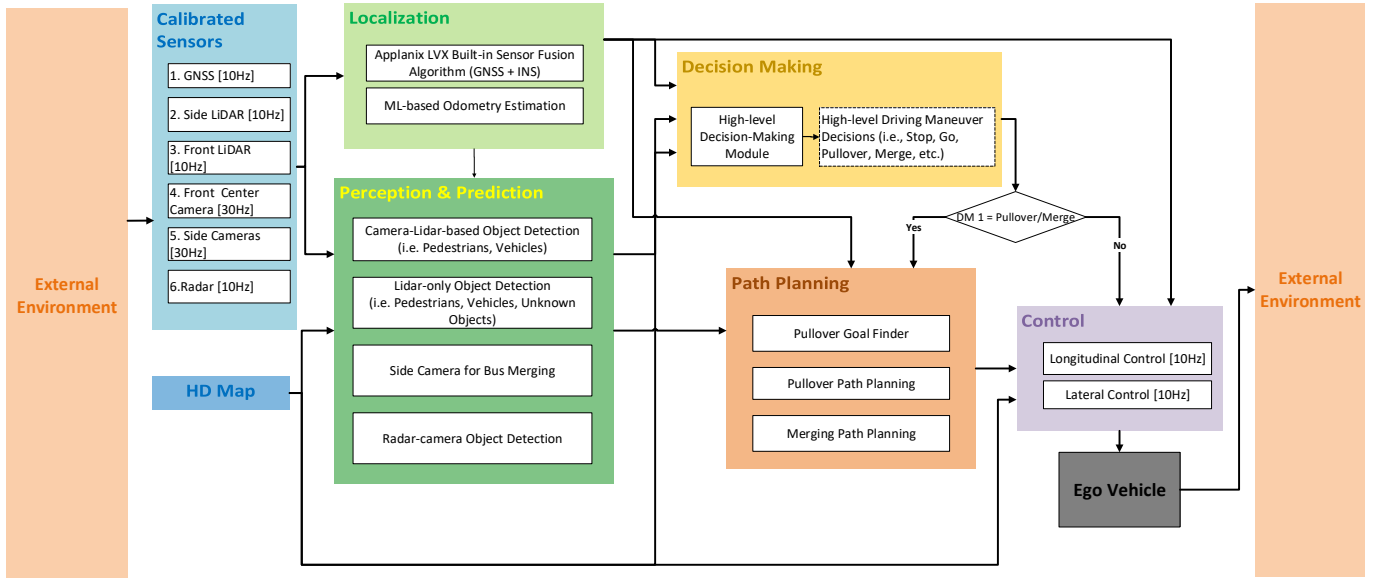 External
Environment
Calibrated
Sensors
1. GNSS [10Hz]
2. Side LiDAR [10Hz]
3. Front LiDAR
[10Hz]
4. Front Center
Camera [30Hz]
5. Side Cameras
[30Hz]
6.Radar [10Hz]
HD Map
Localization
Applanix LVX Built-in Sensor Fusion
Algorithm (GNSS + INS)
ML-based Odometry Estimation
Perception & Prediction
Camera-Lidar-based Object Detection
(i.e. Pedestrians, Vehicles)
Lidar-only Object Detection
(i.e. Pedestrians, Vehicles, Unknown
Objects)
Side Camera for Bus Merging
Radar-camera Object Detection
Decision Making
High-level
Decision-Making
Module
High-level Driving Maneuver
Decisions (i.e., Stop, Go,
Pullover, Merge, etc.)
DM 1 = Pullover/Merge
Yes
No
Path Planning
Pullover Goal Finder
Pullover Path Planning
Merging Path Planning
Control
Longitudinal Control [10Hz]
Lateral Control [10Hz]
Ego Vehicle
External
Environment